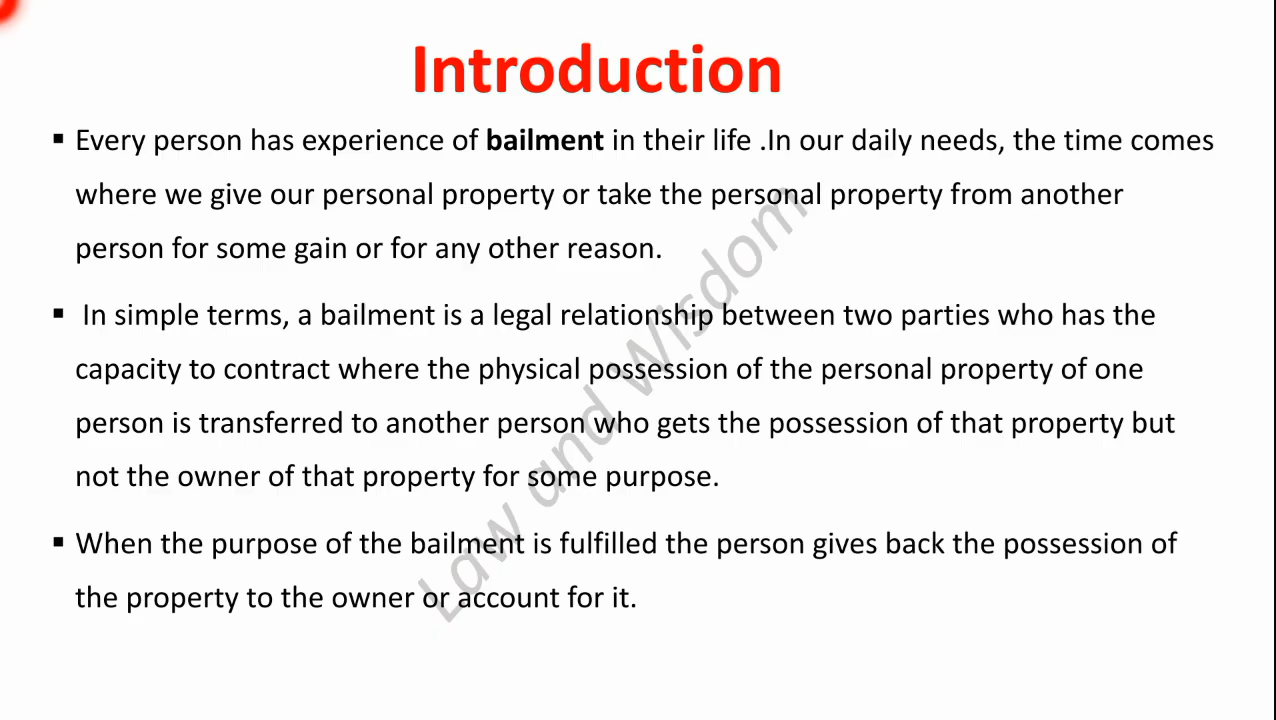 Introduction
▪ Every person has experience of bailment in their life .In our daily needs, the time comes
where we give our personal property or take the personal property from another
person for some gain or for any other reason.
▪ In simple terms, a bailment is a legal relationship between two parties who has the
capacity to contract where the physical possession of the personal property of one
person is transferred to another person who gets the possession of that property but
not the owner of that property for some purpose.
▪ When the purpose of the bailment is fulfilled the person gives back the possession of
the property to the owner or account for it.
Law and Wisdom